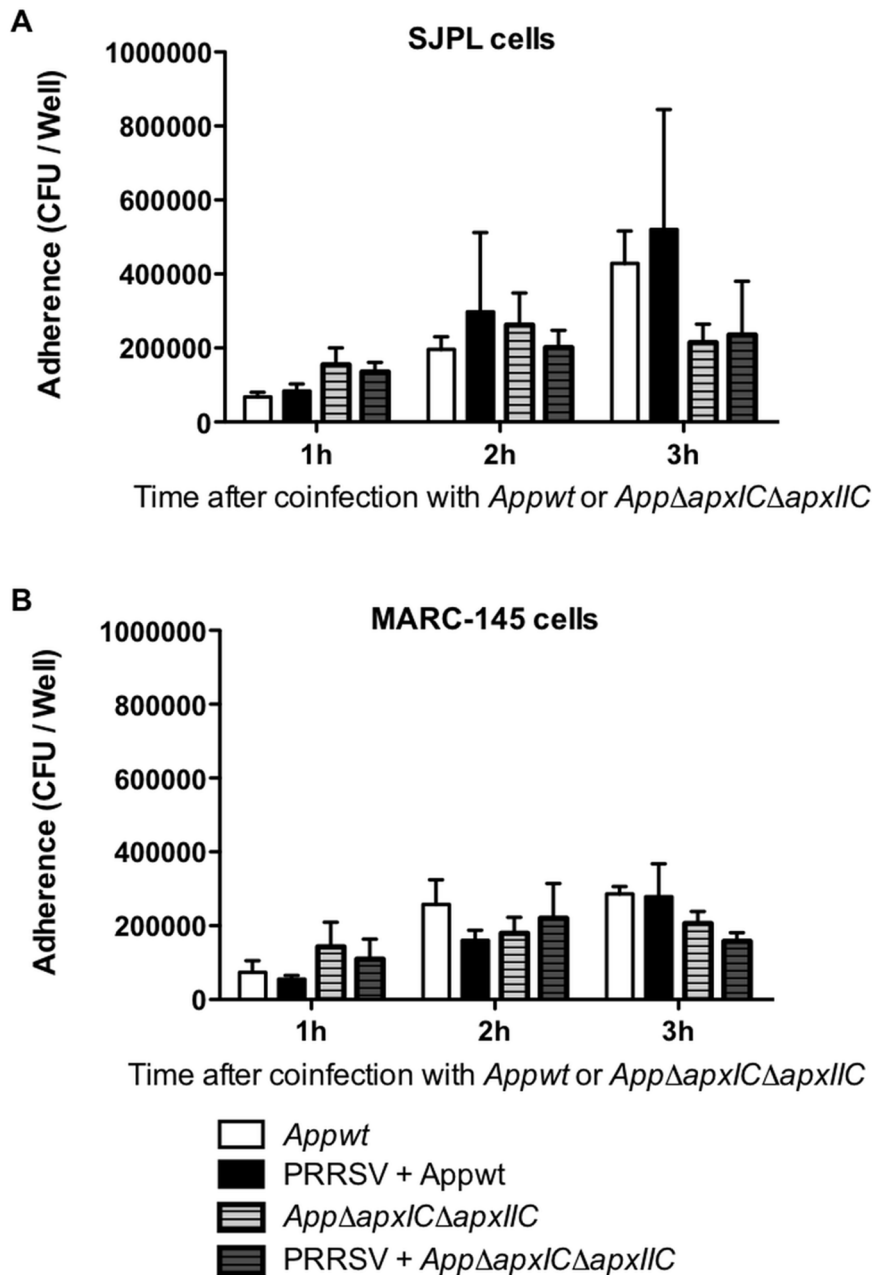 A
SJPL cells
Adherence (CFU / Well)
1000000
800000
600000
400000
200000
0
1h 2h 3h
Time after coinfection with Appwt or AppΔapxICΔapxIIC
B
MARC-145 cells
Adherence (CFU / Well)
1000000
800000
600000
400000
200000
0
1h 2h 3h
Time after coinfection with Appwt or AppΔapxICΔapxIIC
Appwt
PRRSV + Appwt
AppΔapxICΔapxIIC
PRRSV + AppΔapxICΔapxIIC